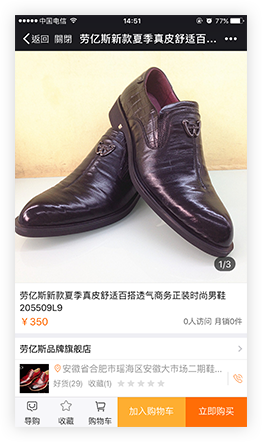 中国电信 14:51 77%
返回 關閉 劳亿斯新款夏季真皮舒适百...
1/3
劳亿斯新款夏季真皮舒适百搭透气商务正装时尚男鞋
205509L9
￥350 0人访问 月销0件
劳亿斯品牌旗舰店
安徽省合肥市瑶海区安徽大市场二期鞋...
好货(29) 收藏(1)
导购 收藏 购物车 加入购物车 立即购买